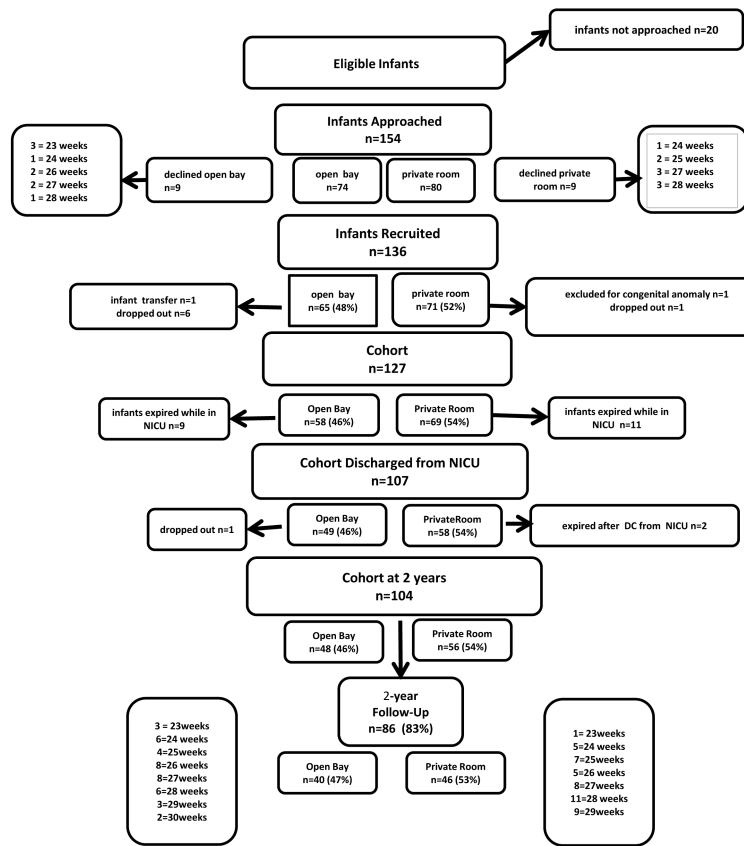 infants not approached n=20
Eligible Infants
Infants Approached
n=154
3 = 23 weeks
1 = 24 weeks
2 = 26 weeks
2 = 27 weeks
1 = 28 weeks
declined open bay
n=9
open bay
n=74
private room
n=80
declined private
room n=9
1 = 24 weeks
2 = 25 weeks
3 = 27 weeks
3 = 28 weeks
Infants Recruited
n=136
infant transfer n=1
dropped out n=6
open bay
n=65 (48%)
private room
n=71 (52%)
excluded for congenital anomaly n=1
dropped out n=1
Cohort
n=127
infants expired while in
NICU n=9
Open Bay
n=58 (46%)
Private Room
n=69 (54%)
infants expired while in
NICU n=11
Cohort Discharged from NICU
n=107
dropped out n=1
Open Bay
n=49 (46%)
PrivateRoom
n=58 (54%)
expired after DC from NICU n=2
Cohort at 2 years
n=104
Open Bay
n=48 (46%)
Private Room
n=56 (54%)
2-year
Follow-Up
n=86 (83%)
3 = 23weeks
6=24 weeks
4=25weeks
8=26 weeks
8=27weeks
6=28 weeks
3=29weeks
2=30weeks
Open Bay
n=40 (47%)
Private Room
n=46 (53%)
1= 23weeks
5=24 weeks
7=25weeks
5=26 weeks
8=27weeks
11=28 weeks
9=29weeks